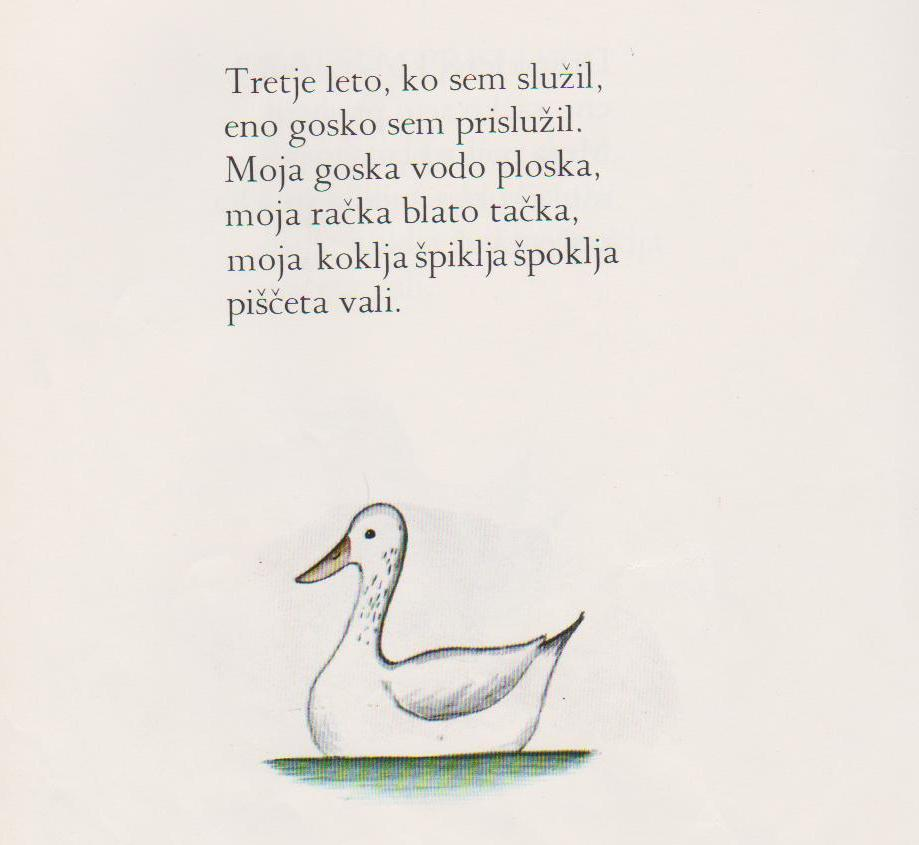 Tretje leto, ko sem služil,
eno gosko sem prislužil.
Moja goska vodo ploska,
moja račka blato tačka,
moja koklja špiklja špoklja
piščeta vali.